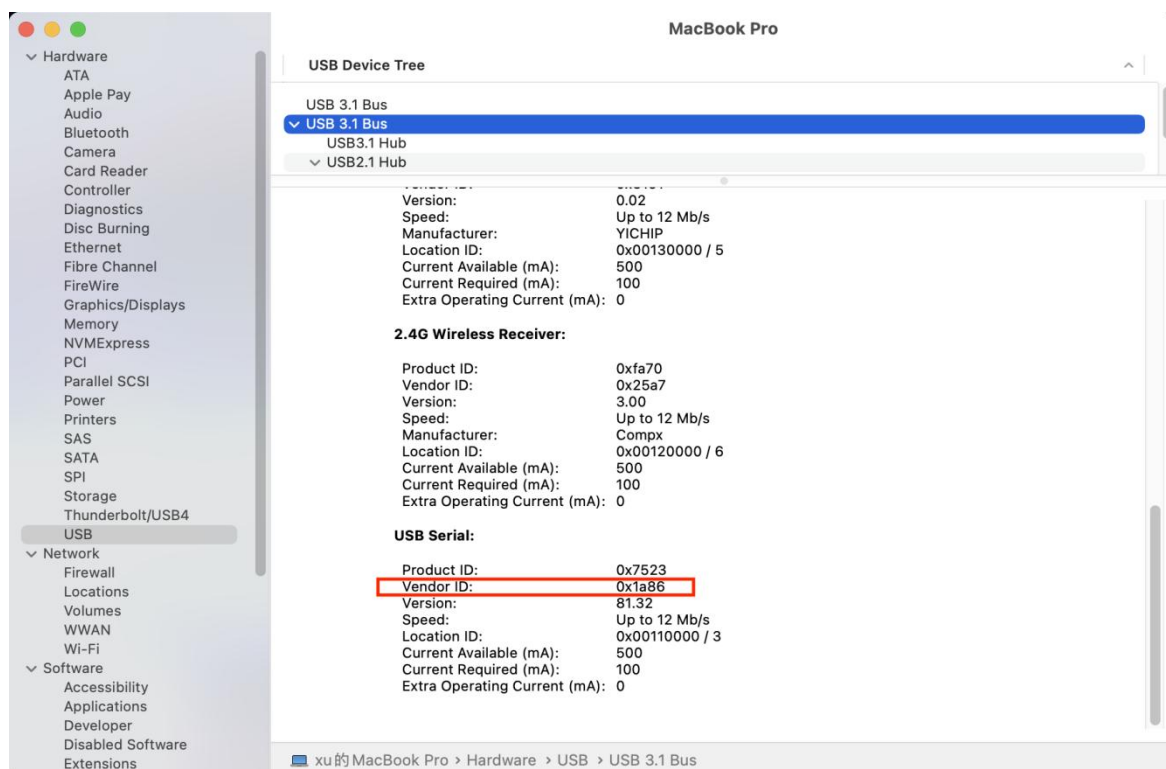 MacBook Pro
Hardware
ATA
Apple Pay
Audio
Bluetooth
Camera
Card Reader
Controller
Diagnostics
Disc Burning
Ethernet
Fibre Channel
FireWire
Graphics/Displays
Memory
NVMExpress
PCI
Parallel SCSI
Power
Printers
SAS
SATA
SPI
Storage
Thunderbolt/USB4
USB
Network
Firewall
Locations
Volumes
WWAN
Wi-Fi
Software
Accessibility
Applications
Developer
Disabled Software
Extensions
USB Device Tree
USB 3.1 Bus
USB 3.1 Bus
USB3.1 Hub
USB2.1 Hub
Version: 0.02
Speed: Up to 12 Mb/s
Manufacturer: YICHIP
Location ID: 0x00130000 / 5
Current Available (mA): 500
Current Required (mA): 100
Extra Operating Current (mA): 0
2.4G Wireless Receiver:
Product ID: 0xfa70
Vendor ID: 0x25a7
Version: 3.00
Speed: Up to 12 Mb/s
Manufacturer: Compx
Location ID: 0x00120000 / 6
Current Available (mA): 500
Current Required (mA): 100
Extra Operating Current (mA): 0
USB Serial:
Product ID: 0x7523
Vendor ID: 0x1a86
Version: 81.32
Speed: Up to 12 Mb/s
Location ID: 0x00110000 / 3
Current Available (mA): 500
Current Required (mA): 100
Extra Operating Current (mA): 0
xu的MacBook Pro › Hardware › USB › USB 3.1 Bus